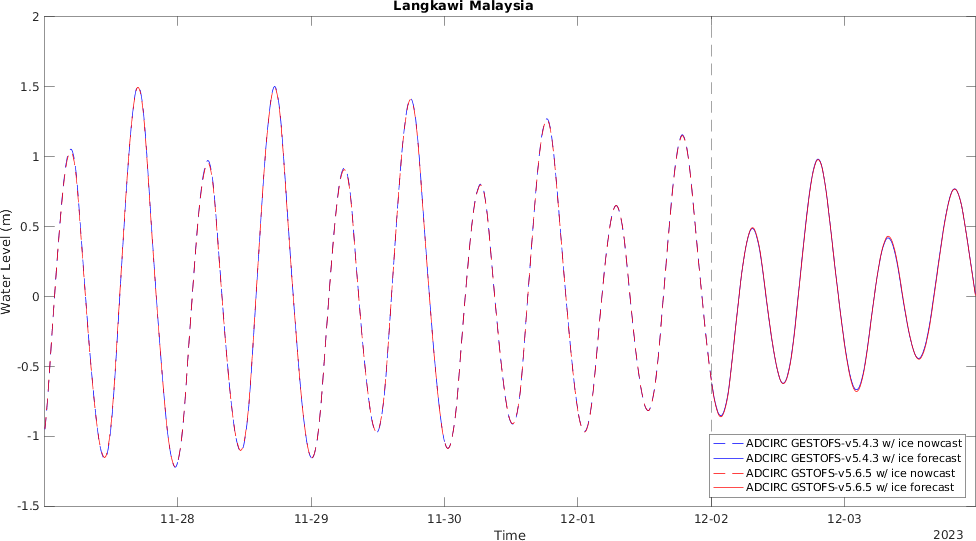 Langkawi Malaysia
2
1.5
1
0.5
0
-0.5
-1
-1.5
Water Level (m)
11-28 11-29 11-30 12-01 12-02 12-03
Time
2023
ADCIRC GESTOFS-v5.4.3 w/ ice nowcast
ADCIRC GESTOFS-v5.4.3 w/ ice forecast
ADCIRC GSTOFS-v5.6.5 w/ ice nowcast
ADCIRC GSTOFS-v5.6.5 w/ ice forecast